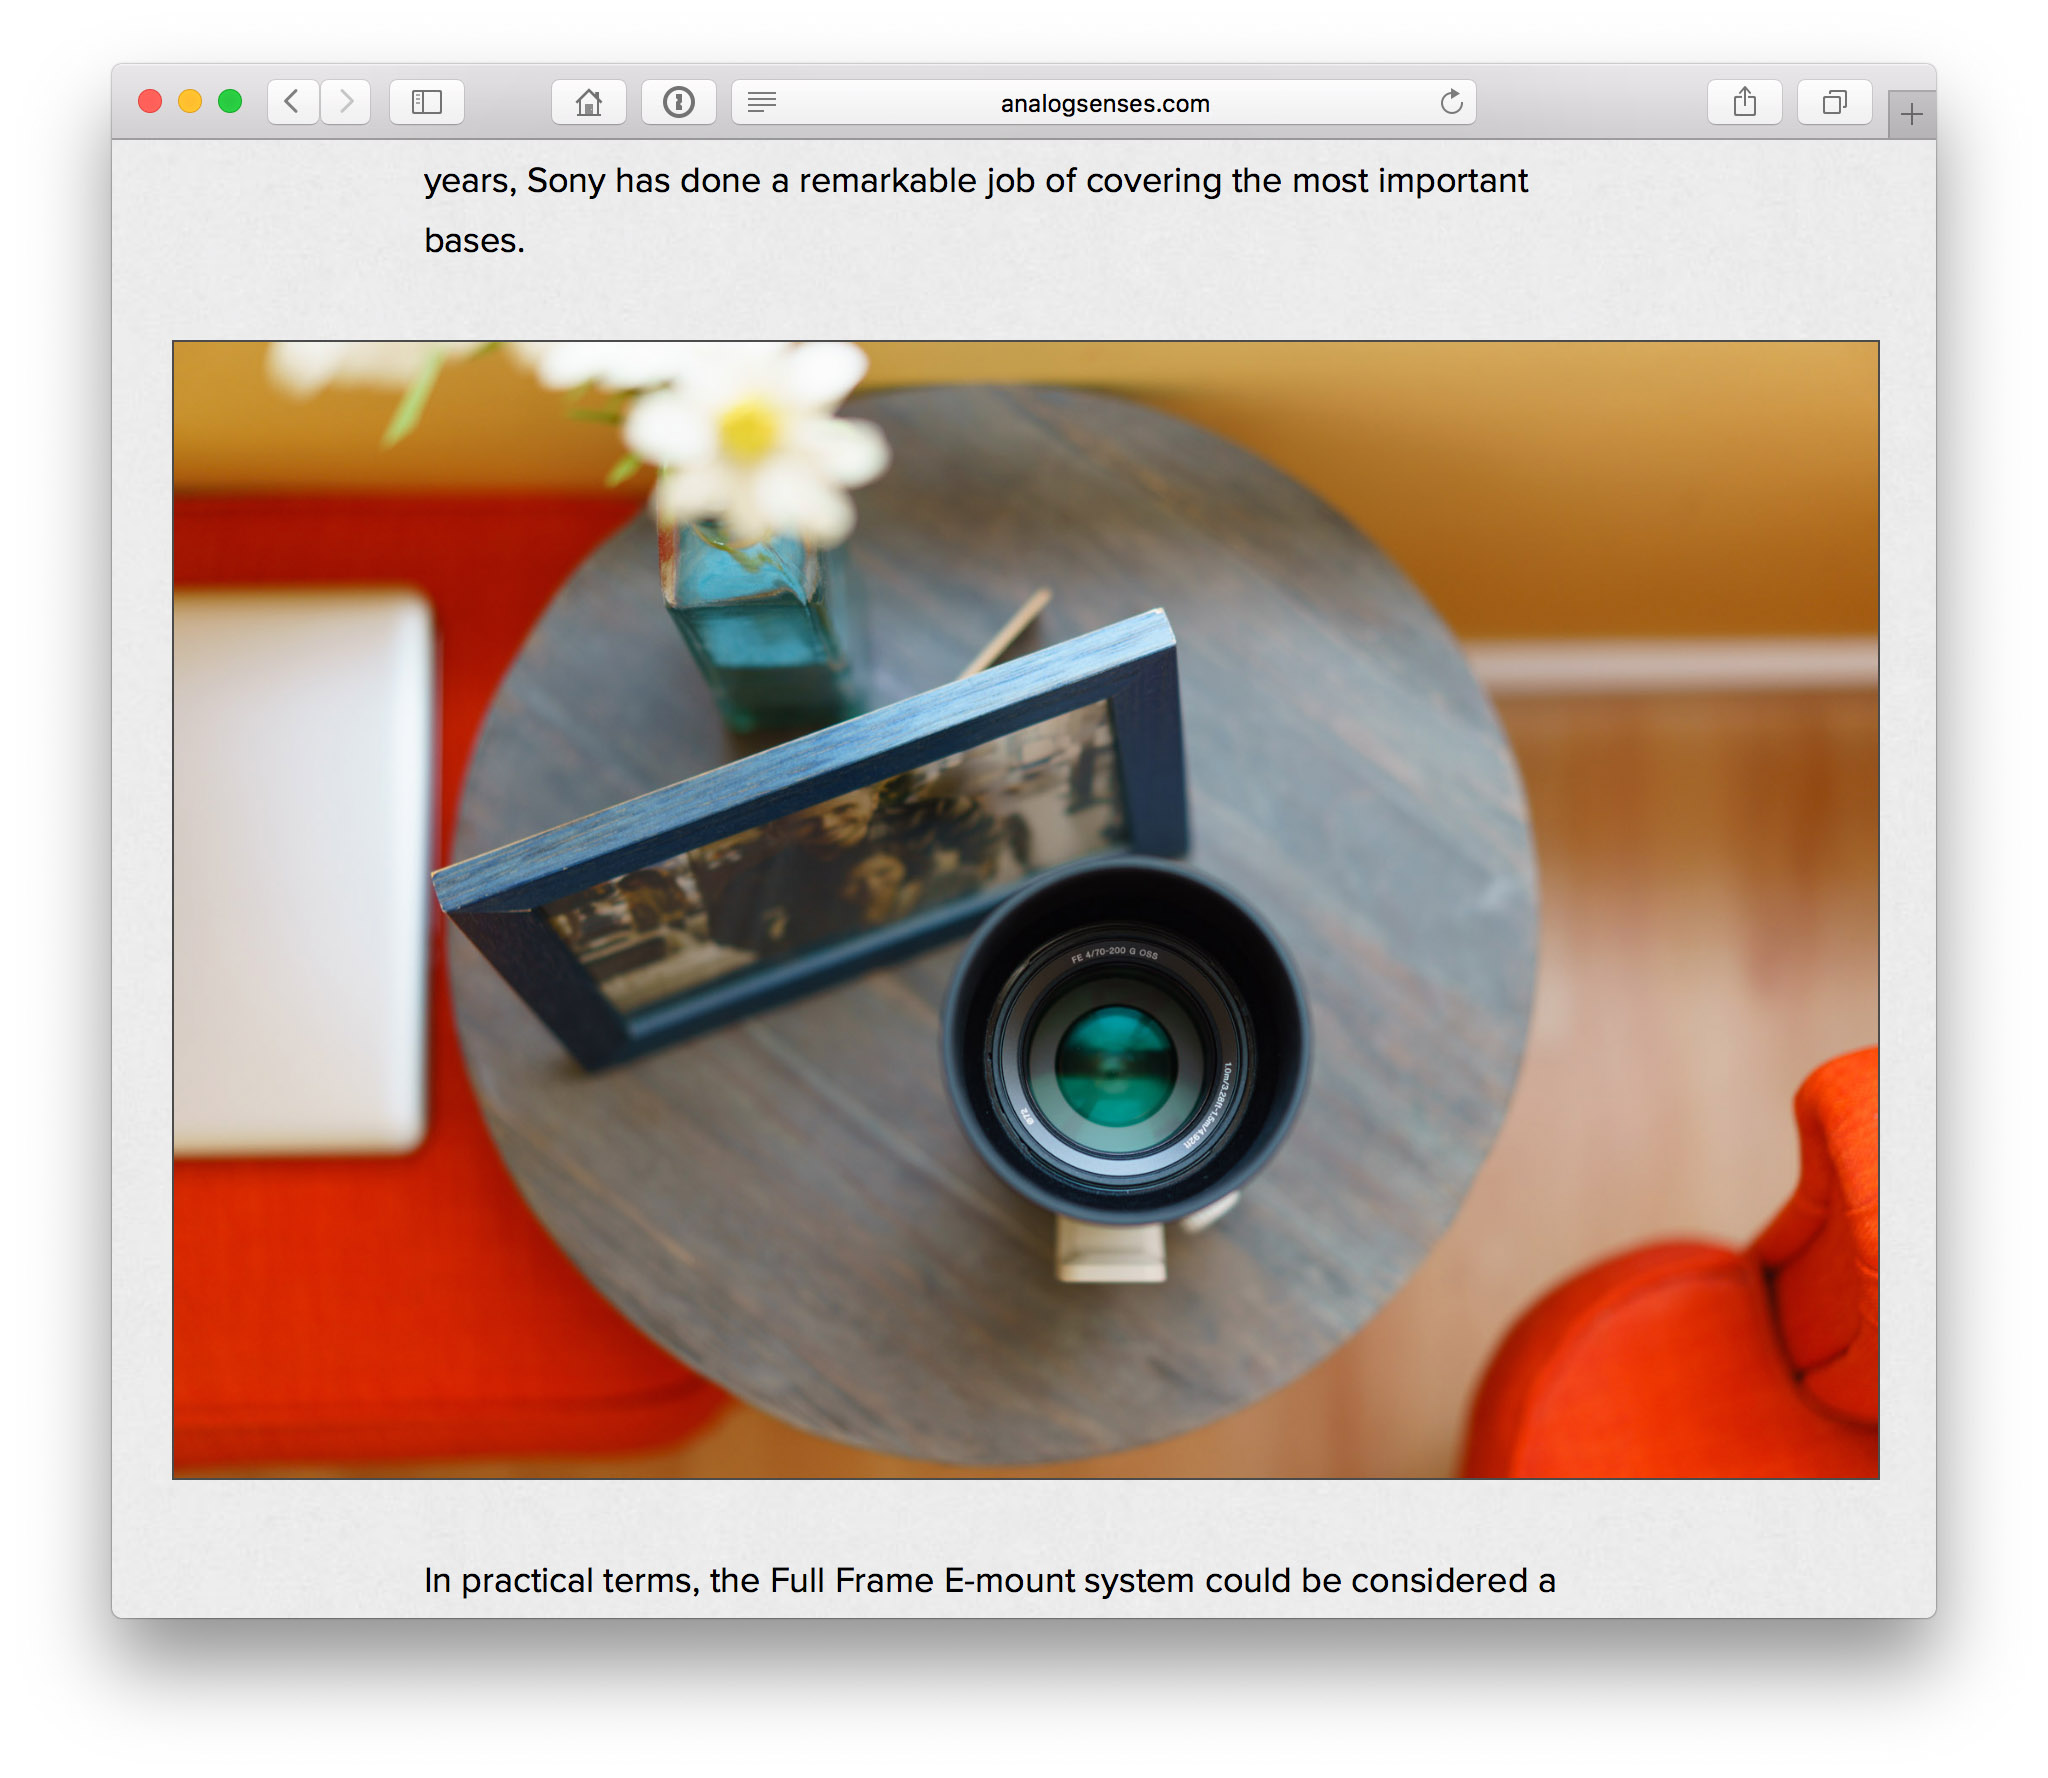 analogsenses.com
years, Sony has done a remarkable job of covering the most important
bases.
FE 4/70-200 G OSS
1.0m/3.28ft-1.5m/4.92ft
ø72
In practical terms, the Full Frame E-mount system could be considered a